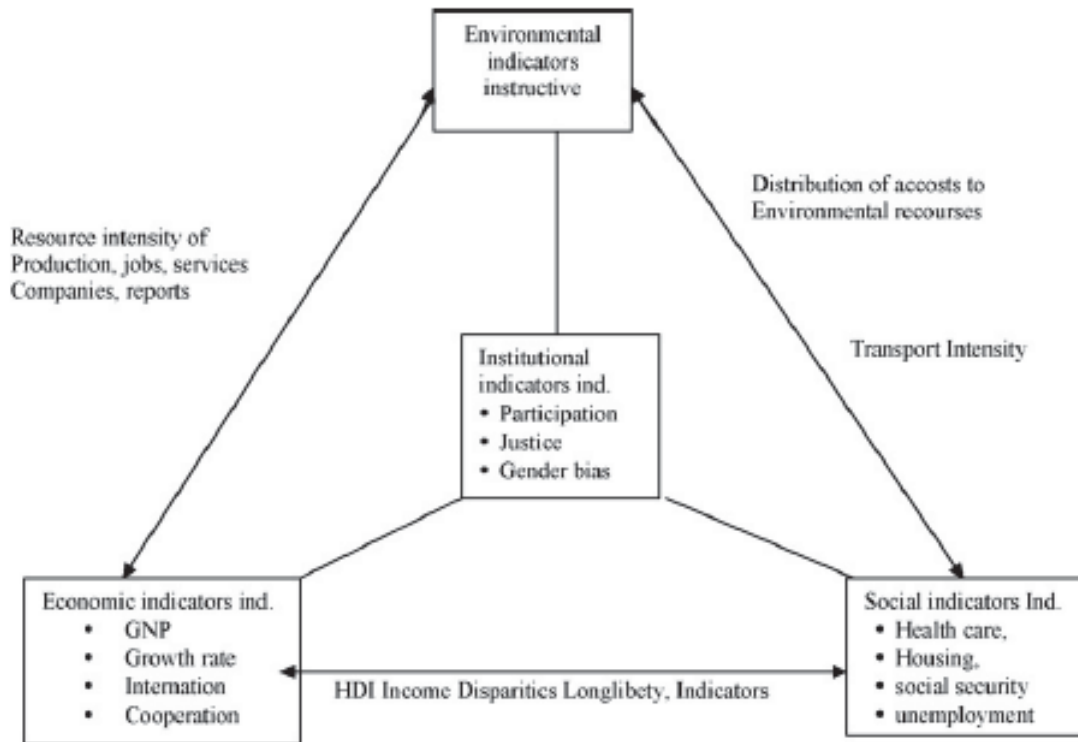 Environmental
indicators
instructive
Distribution of accosts to
Environmental recourses
Resource intensity of
Production, jobs, services
Companies, reports
Transport Intensity
Institutional
indicators ind.
• Participation
• Justice
• Gender bias
Economic indicators ind.
• GNP
• Growth rate
• Internation
• Cooperation
Social indicators Ind.
• Health care,
• Housing,
• social security
• unemployment
HDI Income Disparitics Longlibety, Indicators